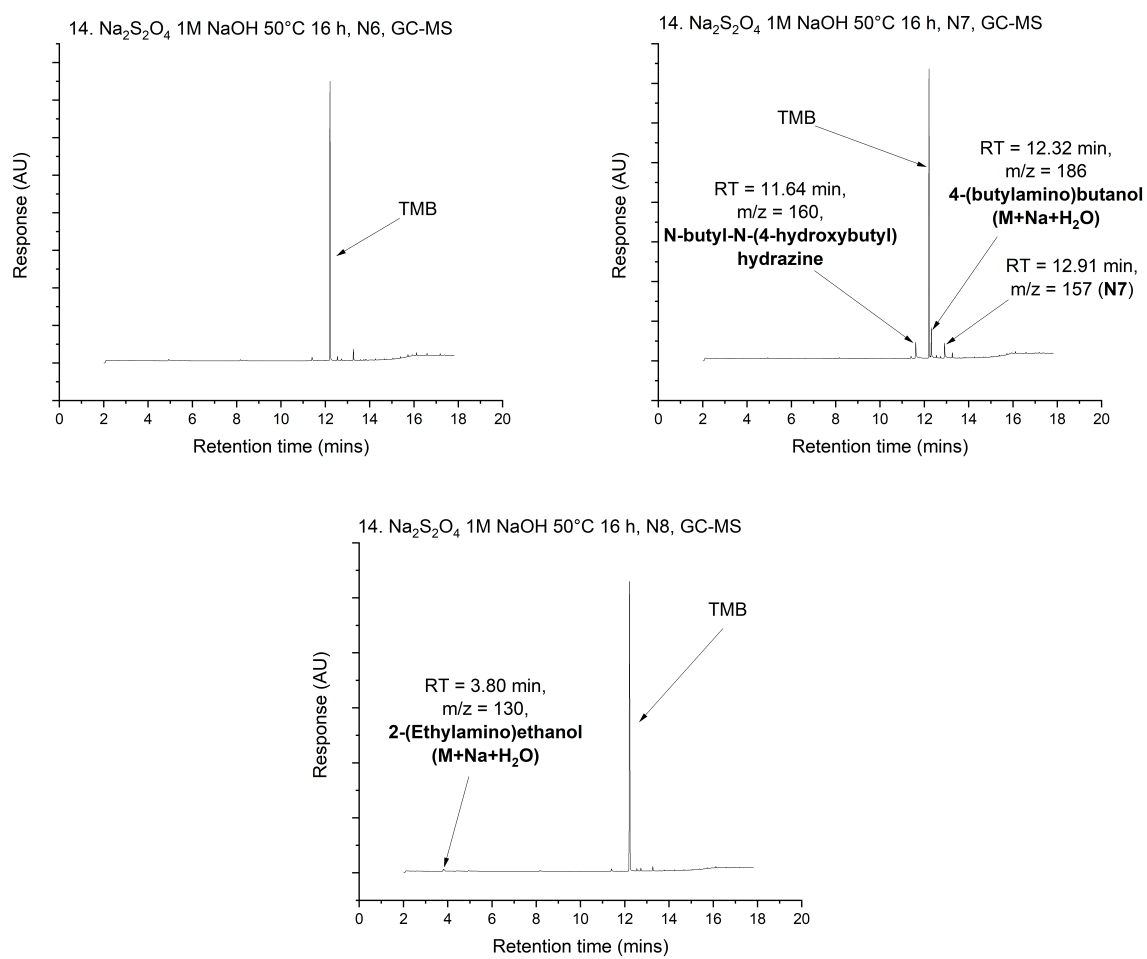 14. Na₂S₂O₄ 1M NaOH 50°C 16 h, N6, GC-MS
Response (AU)
TMB
0 2 4 6 8 10 12 14 16 18 20
Retention time (mins)
14. Na₂S₂O₄ 1M NaOH 50°C 16 h, N7, GC-MS
Response (AU)
TMB
RT = 11.64 min,
m/z = 160,
N-butyl-N-(4-hydroxybutyl)
hydrazine
RT = 12.32 min,
m/z = 186
4-(butylamino)butanol
(M+Na+H₂O)
RT = 12.91 min,
m/z = 157 (N7)
0 2 4 6 8 10 12 14 16 18 20
Retention time (mins)
14. Na₂S₂O₄ 1M NaOH 50°C 16 h, N8, GC-MS
Response (AU)
RT = 3.80 min,
m/z = 130,
2-(Ethylamino)ethanol
(M+Na+H₂O)
TMB
0 2 4 6 8 10 12 14 16 18 20
Retention time (mins)